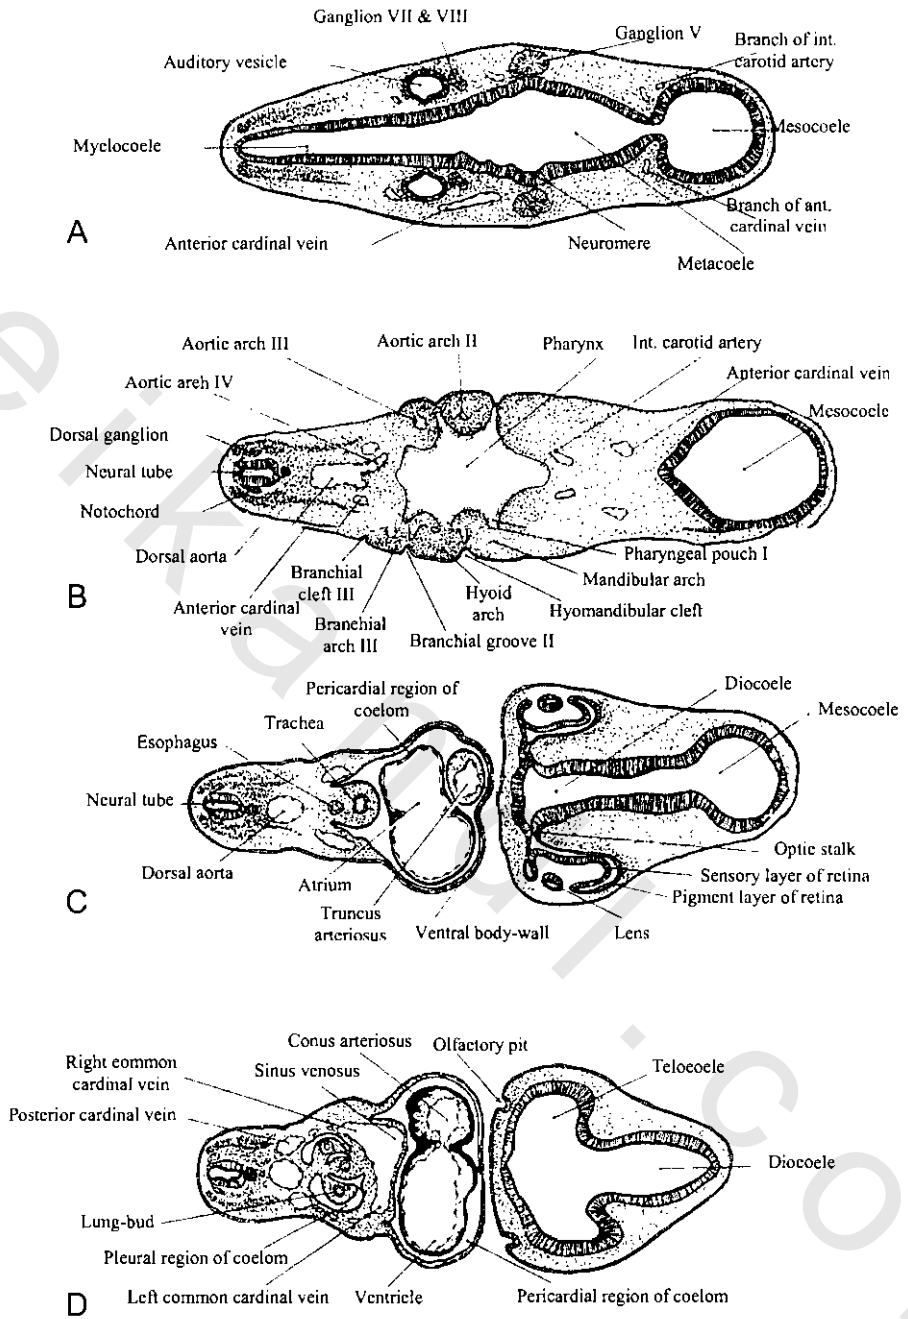 Ganglion VII & VIII
Ganglion V
Branch of int.
carotid artery
Auditory vesicle
Mesocoele
Myelocoele
Branch of ant.
cardinal vein
A
Anterior cardinal vein
Neuromere
Metacoele
Aortic arch III
Aortic arch II
Pharynx
Int. carotid artery
Aortic arch IV
Anterior cardinal vein
Mesocoele
Dorsal ganglion
Neural tube
Notochord
Dorsal aorta
Pharyngeal pouch I
Branchial
cleft III
Mandibular arch
Hyoid
arch
Hyomandibular cleft
B
Anterior cardinal
vein
Branchial
arch III
Branchial groove II
Pericardial region of
coelom
Diocoele
Trachea
Mesocoele
Esophagus
Neural tube
Optic stalk
Dorsal aorta
Atrium
Sensory layer of retina
Pigment layer of retina
C
Truncus
arteriosus
Ventral body-wall
Lens
Conus arteriosus
Olfactory pit
Right common
cardinal vein
Sinus venosus
Teloeoele
Posterior cardinal vein
Diocoele
Lung-bud
Pleural region of coelom
D
Left common cardinal vein
Ventricle
Pericardial region of coelom